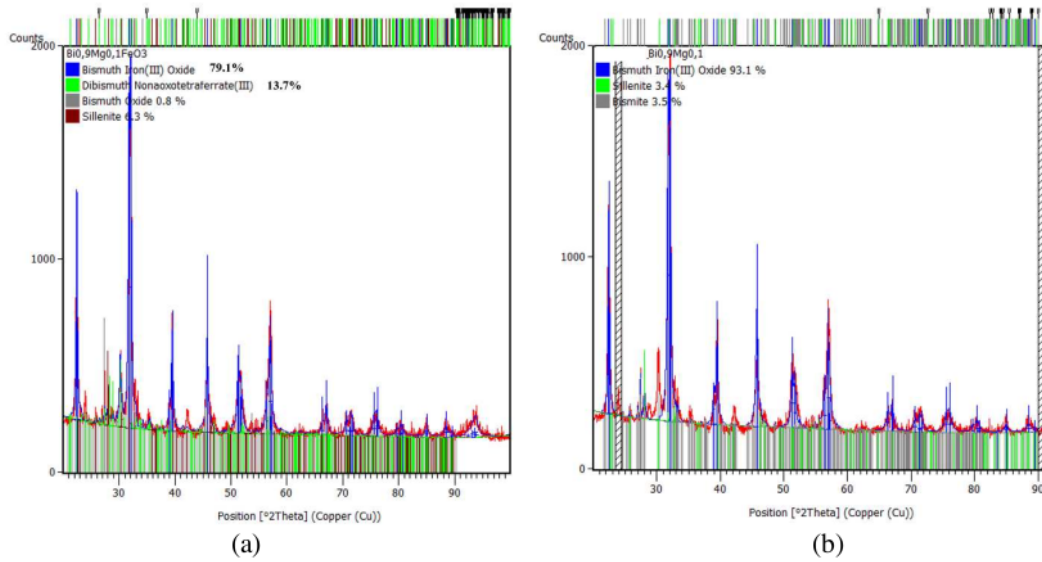 Counts
2000
Bi0,9Mg0,1FeO3
Bismuth Iron(III) Oxide 79.1%
Dibismuth Nonaoxotetraferrate(III) 13.7%
Bismuth Oxide 0.8 %
Sillenite 6.3 %
1000
0
30 40 50 60 70 80 90
Position [°2Theta] (Copper (Cu))
(a)
Counts
2000
Bi0,9Mg0,1
Bismuth Iron(III) Oxide 93.1 %
Sillenite 3.4 %
Bismite 3.5 %
1000
0
30 40 50 60 70 80 90
Position [°2Theta] (Copper (Cu))
(b)